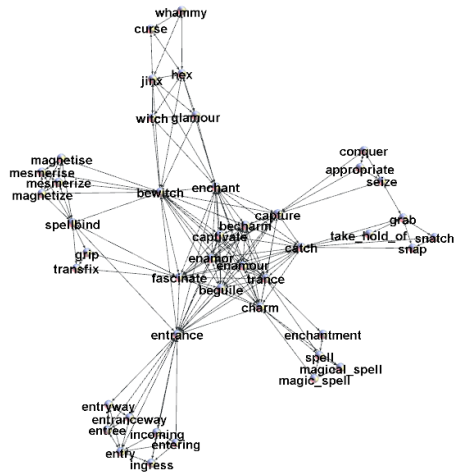 whammy
curse
jinx
hex
witch
glamour
magnetise
mesmerise
mesmerize
magnetize
bewitch
enchant
conquer
appropriate
seize
spellbind
capture
grab
becharm
captivate
take_hold_of
snatch
catch
snap
grip
transfix
enamor
enamour
fascinate
trance
beguile
charm
entrance
enchantment
spell
magical_spell
magic_spell
entryway
entranceway
entree
incoming
entering
entry
ingress